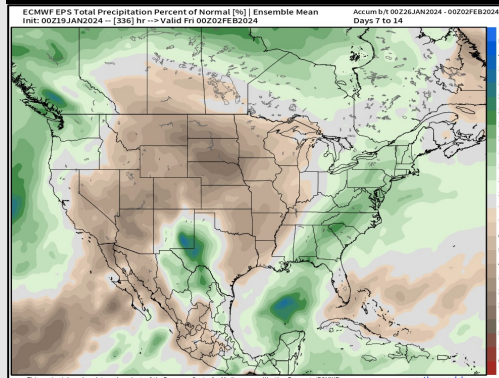 ECMWF EPS Total Precipitation Percent of Normal [%] | Ensemble Mean
Init: 00Z19JAN2024 -- [336] hr --> Valid Fri 00Z02FEB2024
Accum b/t 00Z26JAN2024 - 00Z02FEB2024
Days 7 to 14